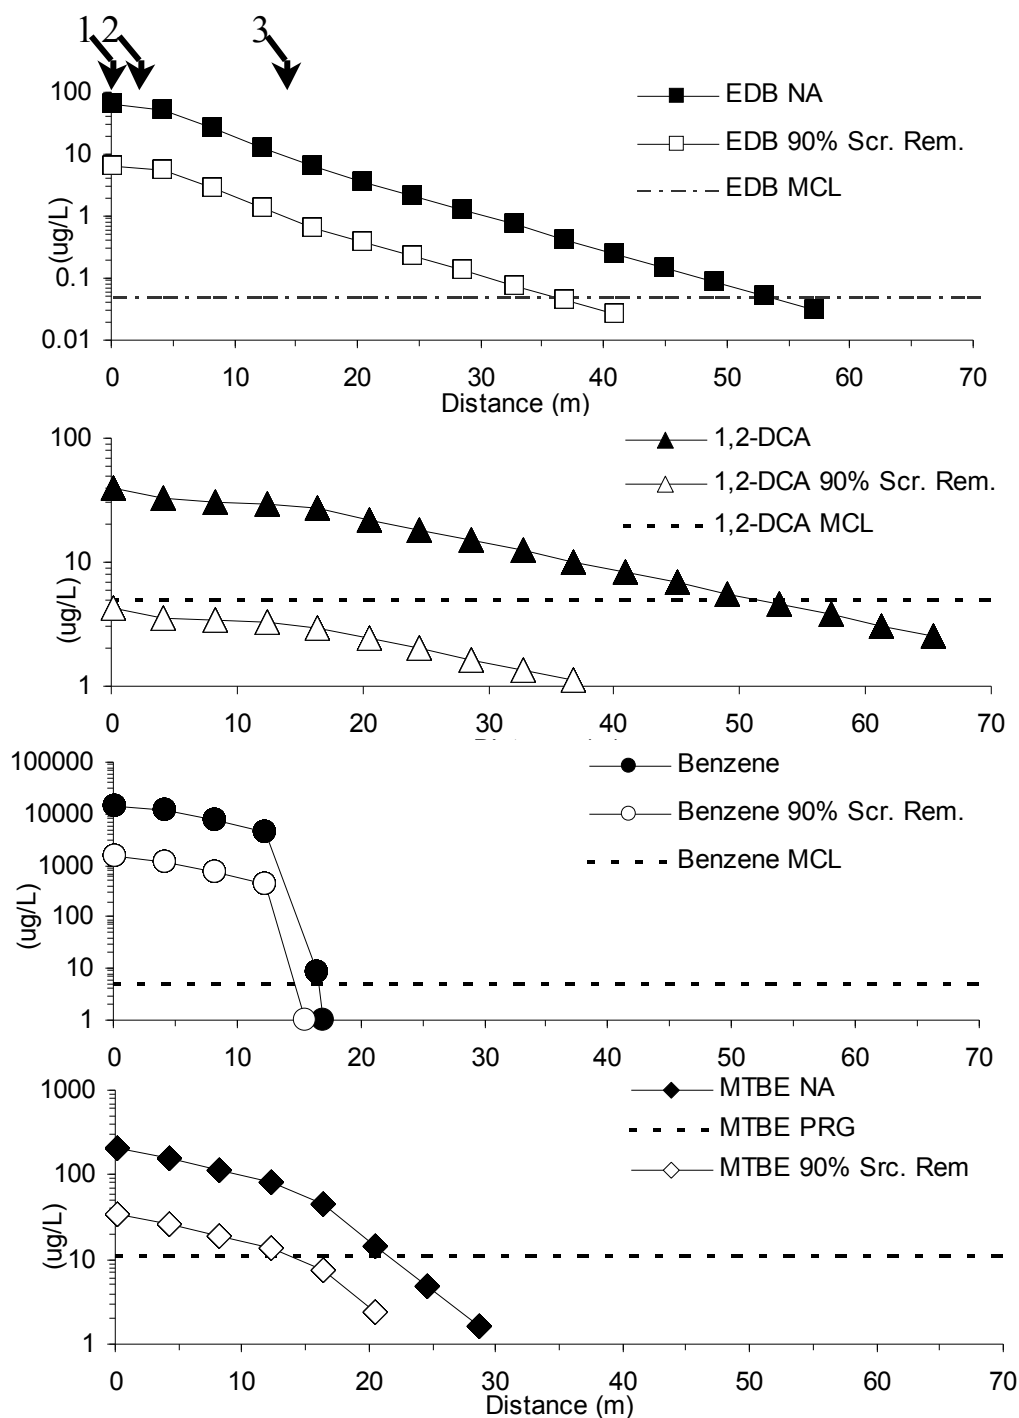 1 2 3
100
10
1
0.1
0.01
(ug/L)
EDB NA
EDB 90% Scr. Rem.
EDB MCL
0 10 20 30 40 50 60 70
Distance (m)
100
10
1
(ug/L)
1,2-DCA
1,2-DCA 90% Scr. Rem.
1,2-DCA MCL
0 10 20 30 40 50 60 70
100000
10000
1000
100
10
1
(ug/L)
Benzene
Benzene 90% Scr. Rem.
Benzene MCL
0 10 20 30 40 50 60 70
1000
100
10
1
(ug/L)
MTBE NA
MTBE PRG
MTBE 90% Src. Rem
0 10 20 30 40 50 60 70
Distance (m)